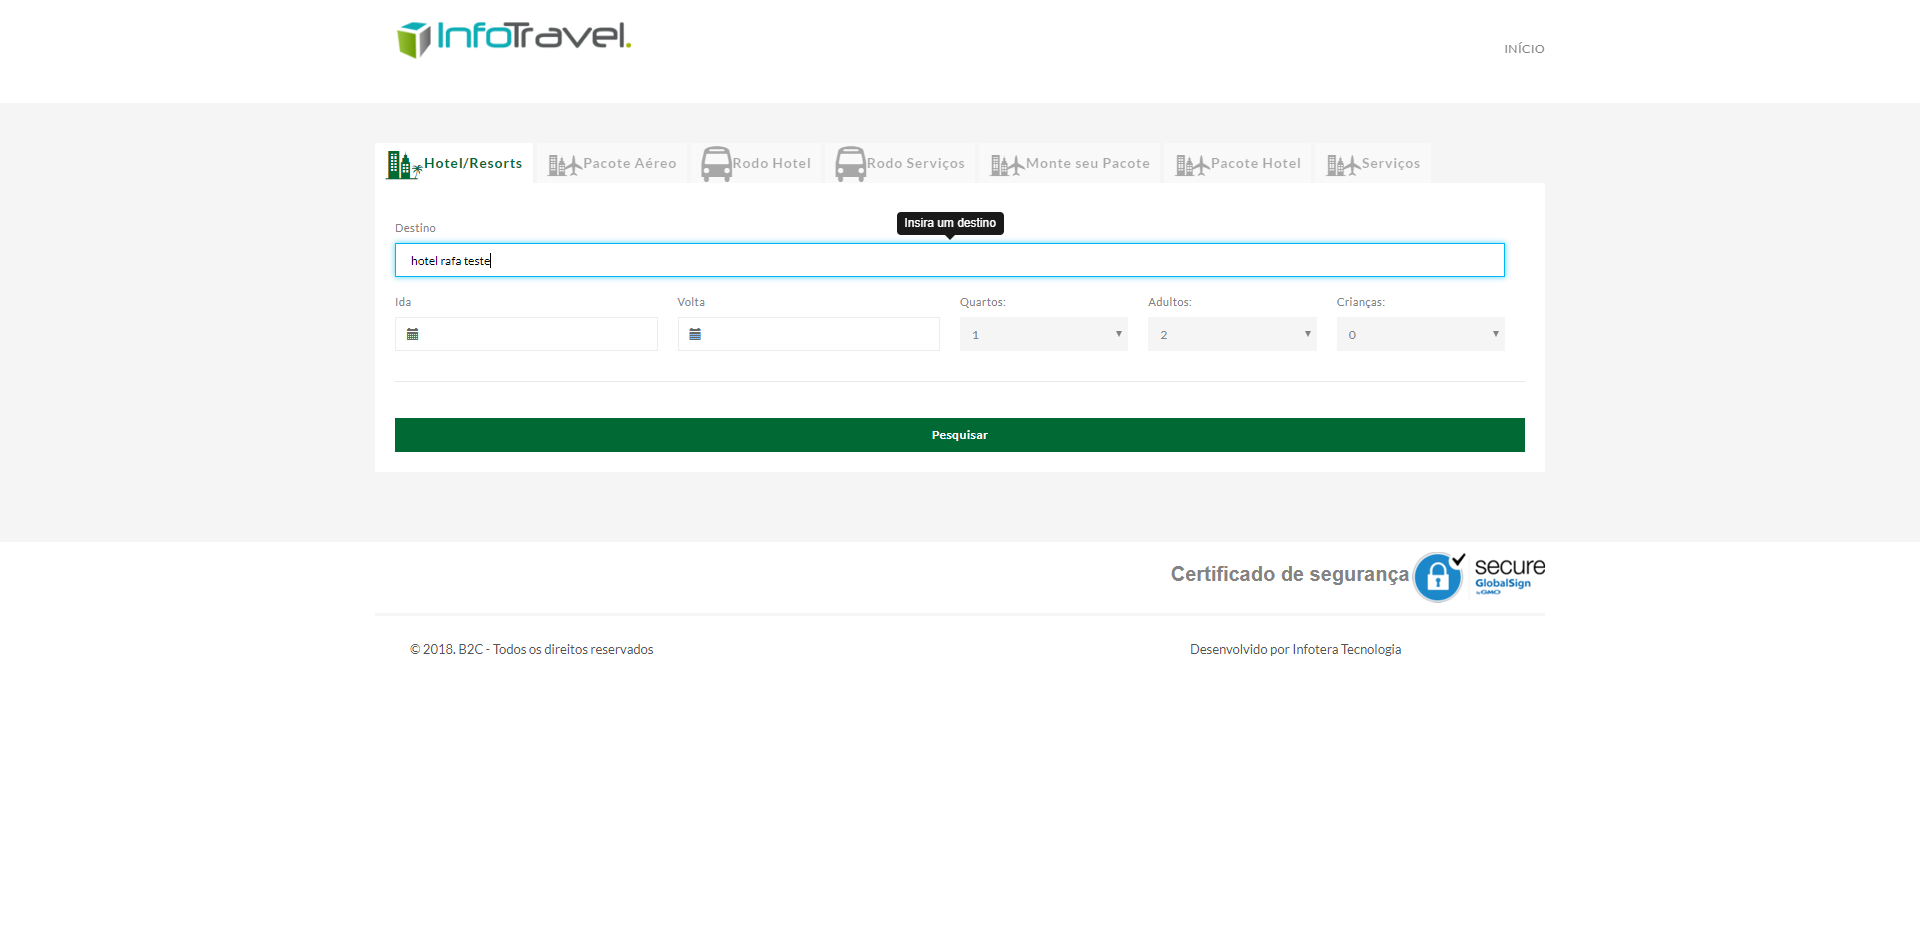 InfoTravel.
INÍCIO
Hotel/Resorts
Pacote Aéreo
Rodo Hotel
Rodo Serviços
Monte seu Pacote
Pacote Hotel
Serviços
Insira um destino
Destino
hotel rafa teste
Ida
Volta
Quartos:
Adultos:
Crianças:
1
2
0
Pesquisar
Certificado de segurança
secure
GlobalSign
by GMO
© 2018. B2C - Todos os direitos reservados
Desenvolvido por Infotera Tecnologia